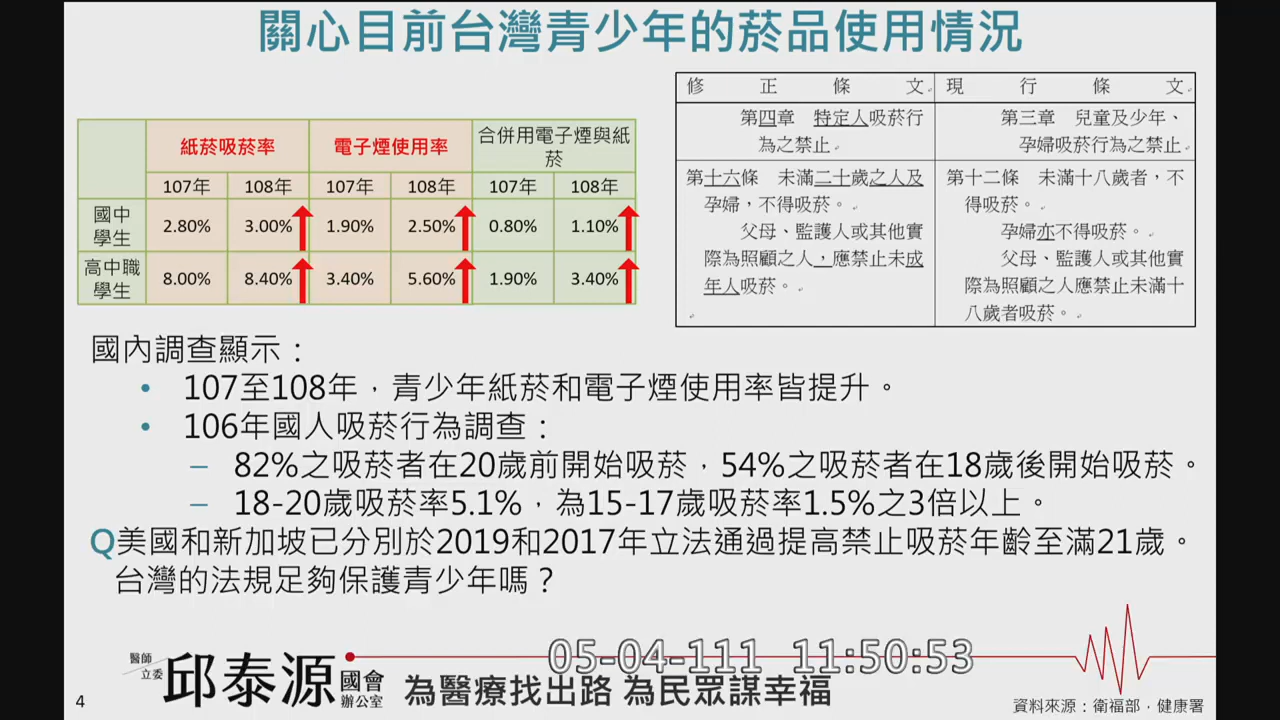 關心目前台灣青少年的菸品使用情況
紙菸吸菸率 電子煙使用率 合併用電子煙與紙菸
107年 108年 107年 108年 107年 108年
國中學生 2.80% 3.00% 1.90% 2.50% 0.80% 1.10%
高中職學生 8.00% 8.40% 3.40% 5.60% 1.90% 3.40%
修正條文 現行條文
第四章 特定人吸菸行為之禁止
第三章 兒童及少年、孕婦吸菸行為之禁止
第十六條 未滿二十歲之人及
孕婦，不得吸菸。
父母、監護人或其他實
際為照顧之人，應禁止未成
年人吸菸。
第十二條 未滿十八歲者，不
得吸菸。
孕婦亦不得吸菸。
父母、監護人或其他實
際為照顧之人應禁止未滿十
八歲者吸菸。
國內調查顯示：
• 107至108年，青少年紙菸和電子煙使用率皆提升。
• 106年國人吸菸行為調查：
– 82%之吸菸者在20歲前開始吸菸，54%之吸菸者在18歲後開始吸菸。
– 18-20歲吸菸率5.1%，為15-17歲吸菸率1.5%之3倍以上。
Q美國和新加坡已分別於2019和2017年立法通過提高禁止吸菸年齡至滿21歲。
台灣的法規足夠保護青少年嗎？
05-04-111 11:50:53
醫師立委 邱泰源 國會辦公室 為醫療找出路 為民眾謀幸福
4
資料來源：衛福部，健康署